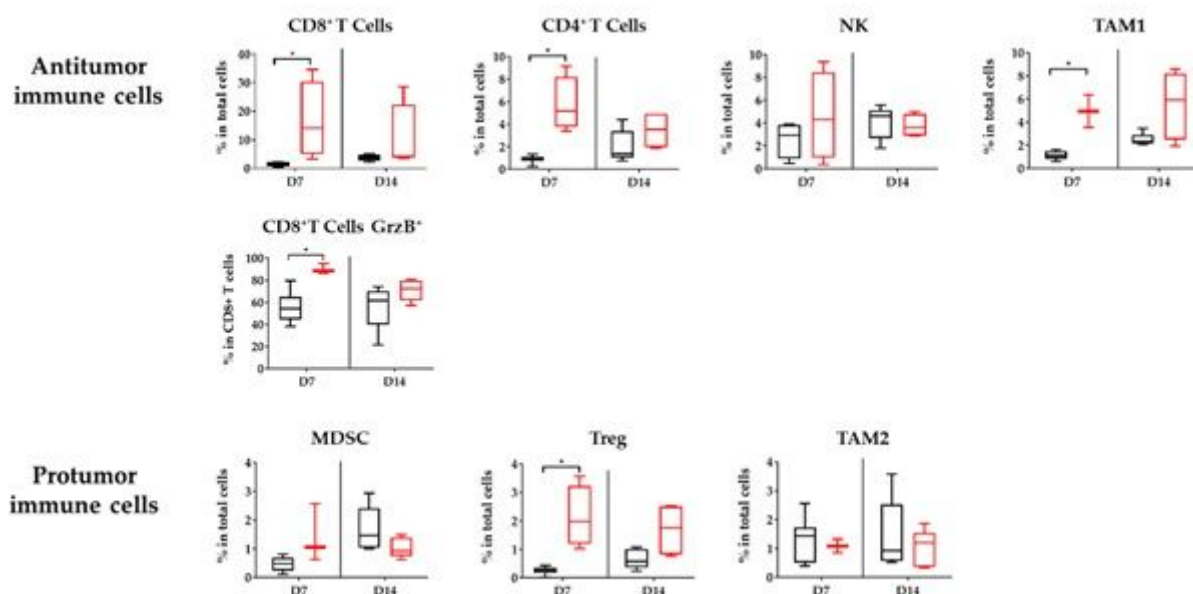 Antitumor
immune cells
CD8⁺ T Cells
% in total cells
40
30
20
10
0
*
D7
D14
CD4⁺ T Cells
% in total cells
10
8
6
4
2
0
*
D7
D14
NK
% in total cells
10
8
6
4
2
0
D7
D14
TAM1
% in total cells
10
8
6
4
2
0
*
D7
D14
CD8⁺T Cells GrzB⁺
% in CD8+ T cells
100
80
60
40
20
0
*
D7
D14
Protumor
immune cells
MDSC
% in total cells
4
3
2
1
0
D7
D14
Treg
% in total cells
4
3
2
1
0
*
D7
D14
TAM2
% in total cells
4
3
2
1
0
D7
D14